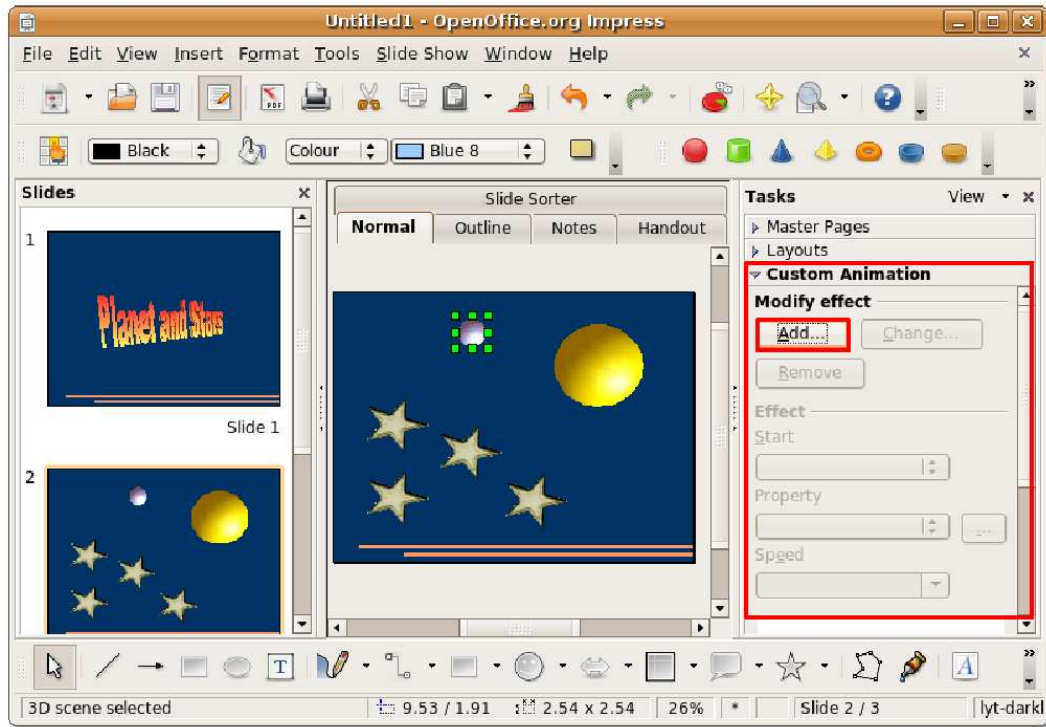 Untitled1 - OpenOffice.org Impress
File Edit View Insert Format Tools Slide Show Window Help
PDF
Black Colour Blue 8
Slides
1
Planet and Stars
Slide 1
2
Slide Sorter
Normal Outline Notes Handout
Tasks View
Master Pages
Layouts
Custom Animation
Modify effect
Add... Change...
Remove
Effect
Start
Property
...
Speed
T
A
3D scene selected 9.53 / 1.91 2.54 x 2.54 26% * Slide 2 / 3 lyt-darkl